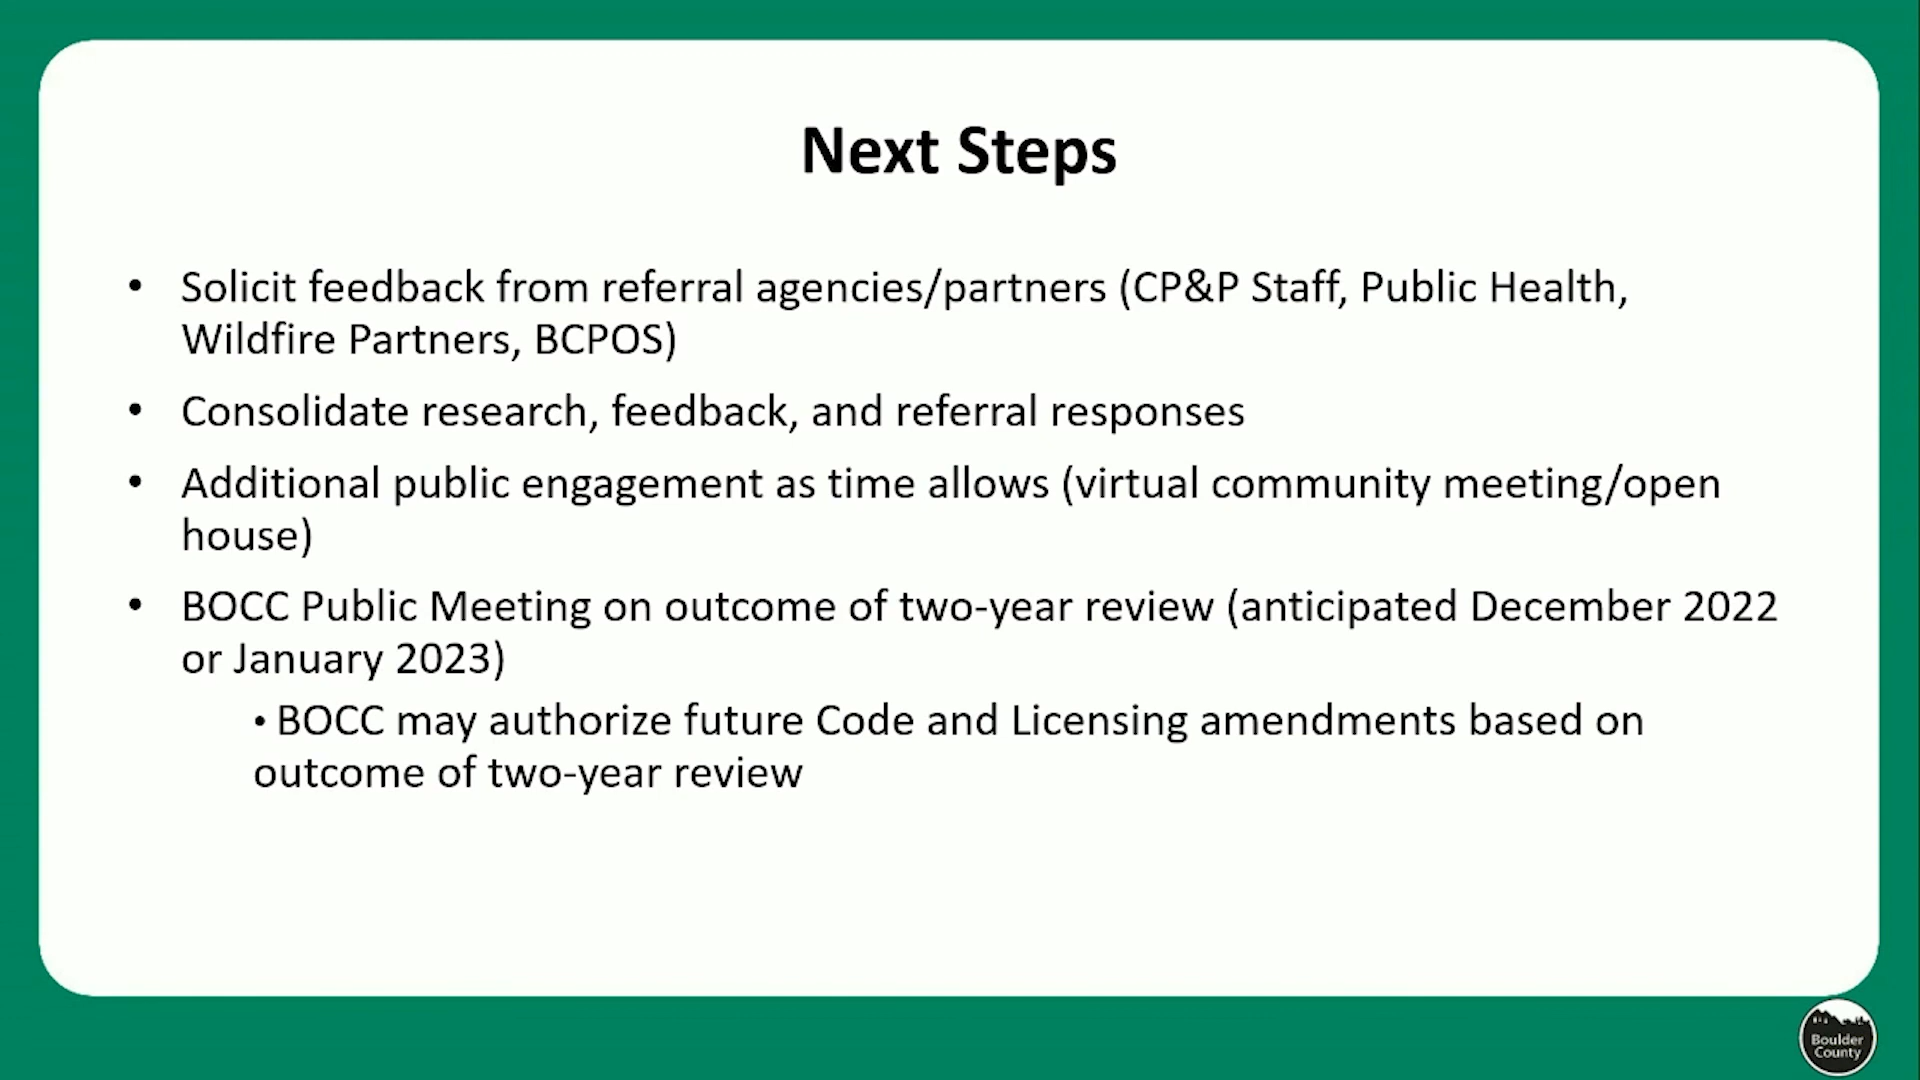 Next Steps
• Solicit feedback from referral agencies/partners (CP&P Staff, Public Health,
Wildfire Partners, BCPOS)
• Consolidate research, feedback, and referral responses
• Additional public engagement as time allows (virtual community meeting/open
house)
• BOCC Public Meeting on outcome of two-year review (anticipated December 2022
or January 2023)
• BOCC may authorize future Code and Licensing amendments based on
outcome of two-year review
Boulder
County